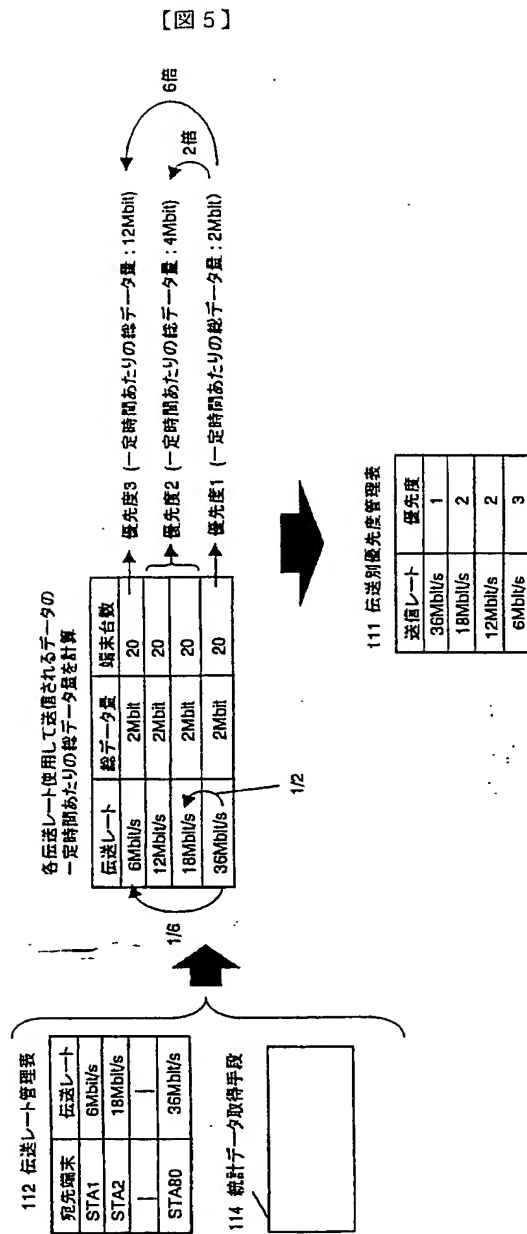 【図5】
112 伝送レート管理表
宛先端末 伝送レート
STA1 6Mbit/s
STA2 18Mbit/s
STA80 36Mbit/s
114 統計データ取得手段
各伝送レート使用して送信されるデータの
一定時間あたりの総データ量を計算
伝送レート 総データ量 端末台数
6Mbit/s 2Mbit 20
12Mbit/s 2Mbit 20
18Mbit/s 2Mbit 20
36Mbit/s 2Mbit 20
1/6
1/2
優先度3 (一定時間あたりの総データ量:12Mbit)
優先度2 (一定時間あたりの総データ量:4Mbit)
優先度1 (一定時間あたりの総データ量:2Mbit)
2倍
6倍
111 伝送別優先度管理表
送信レート 優先度
36Mbit/s 1
18Mbit/s 2
12Mbit/s 2
6Mbit/s 3